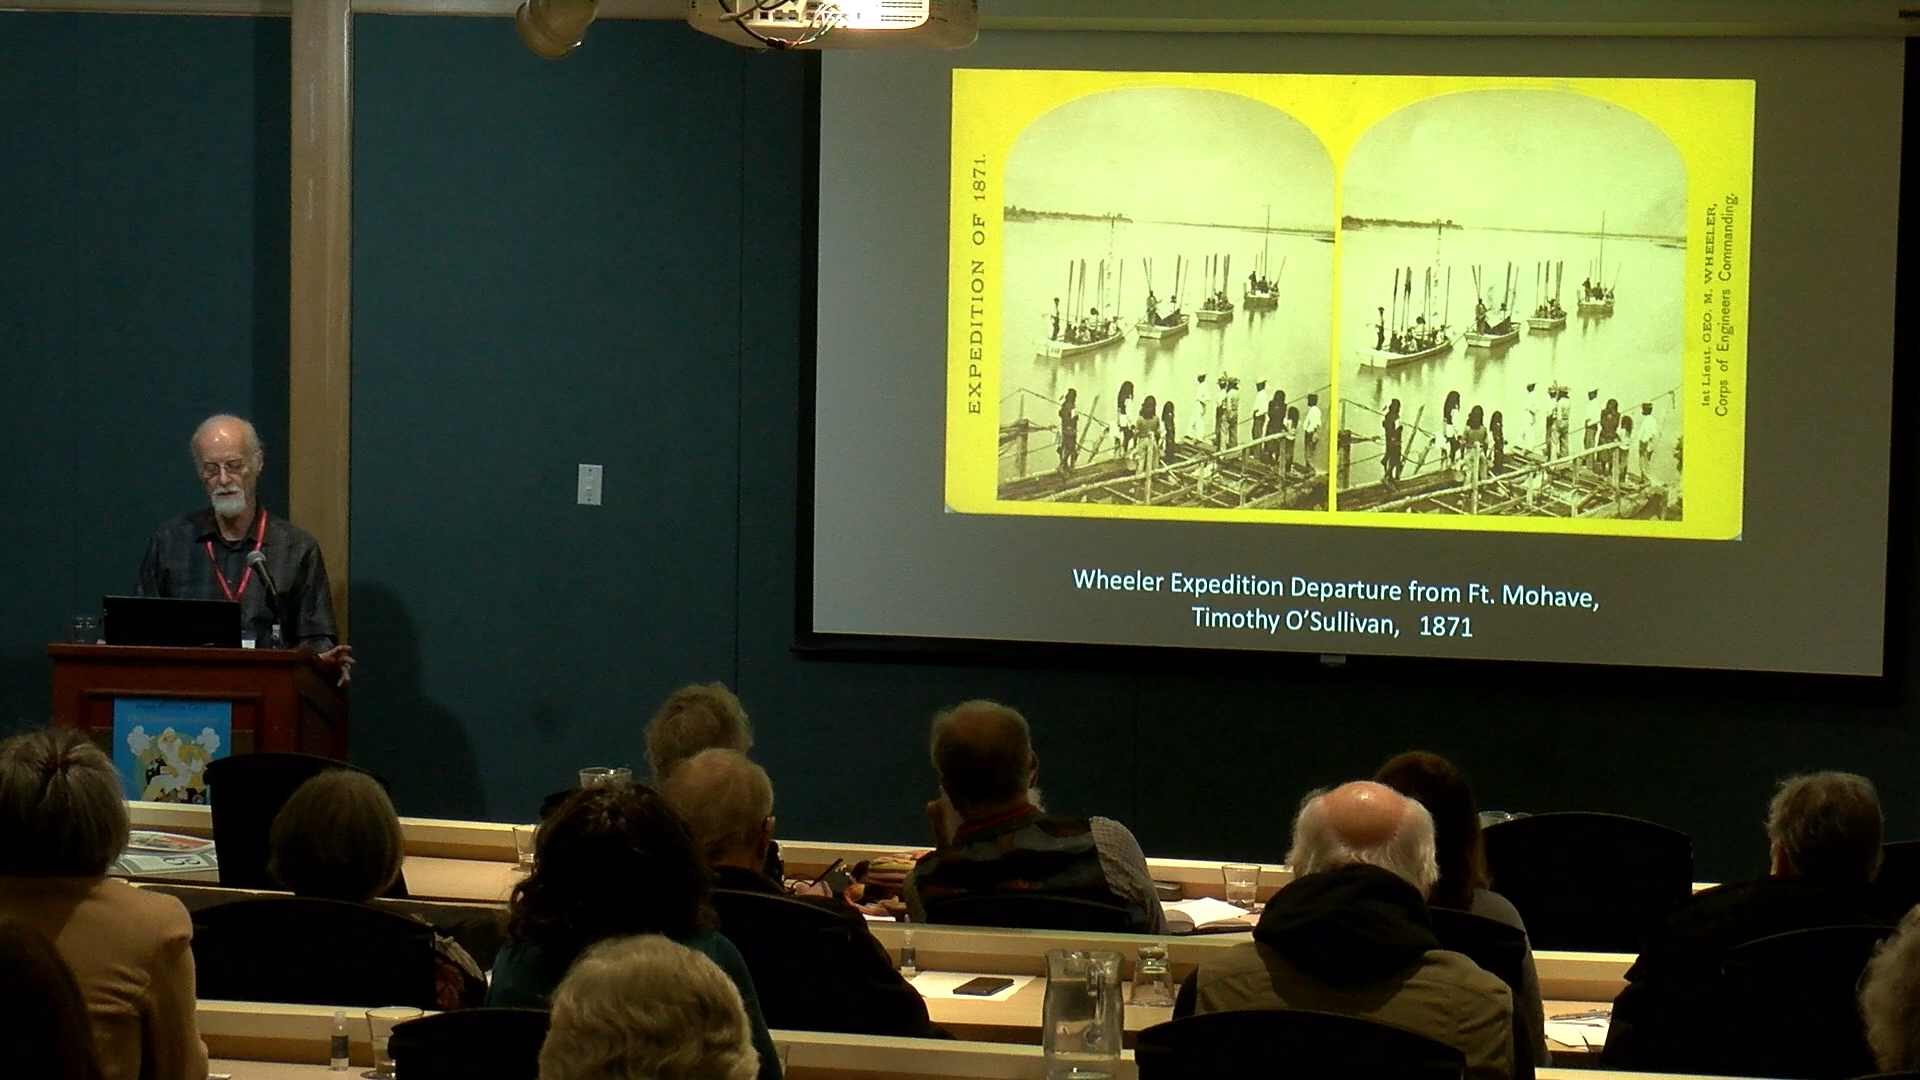 EXPEDITION OF 1871.
1st Lieut. GEO. M. WHEELER,
Corps of Engineers Commanding.
Wheeler Expedition Departure from Ft. Mohave,
Timothy O'Sullivan, 1871